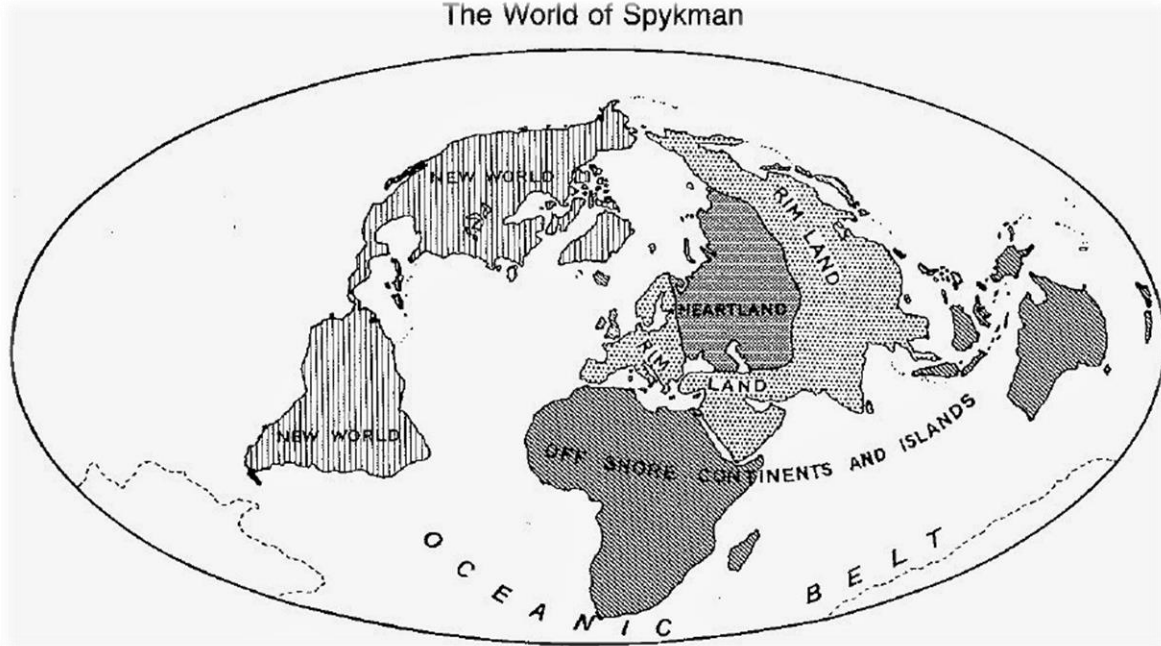 The World of Spykman
NEW WORLD
RIM LAND
HEARTLAND
RIM
LAND
NEW WORLD
OFF SHORE CONTINENTS AND ISLANDS
OCEANIC BELT